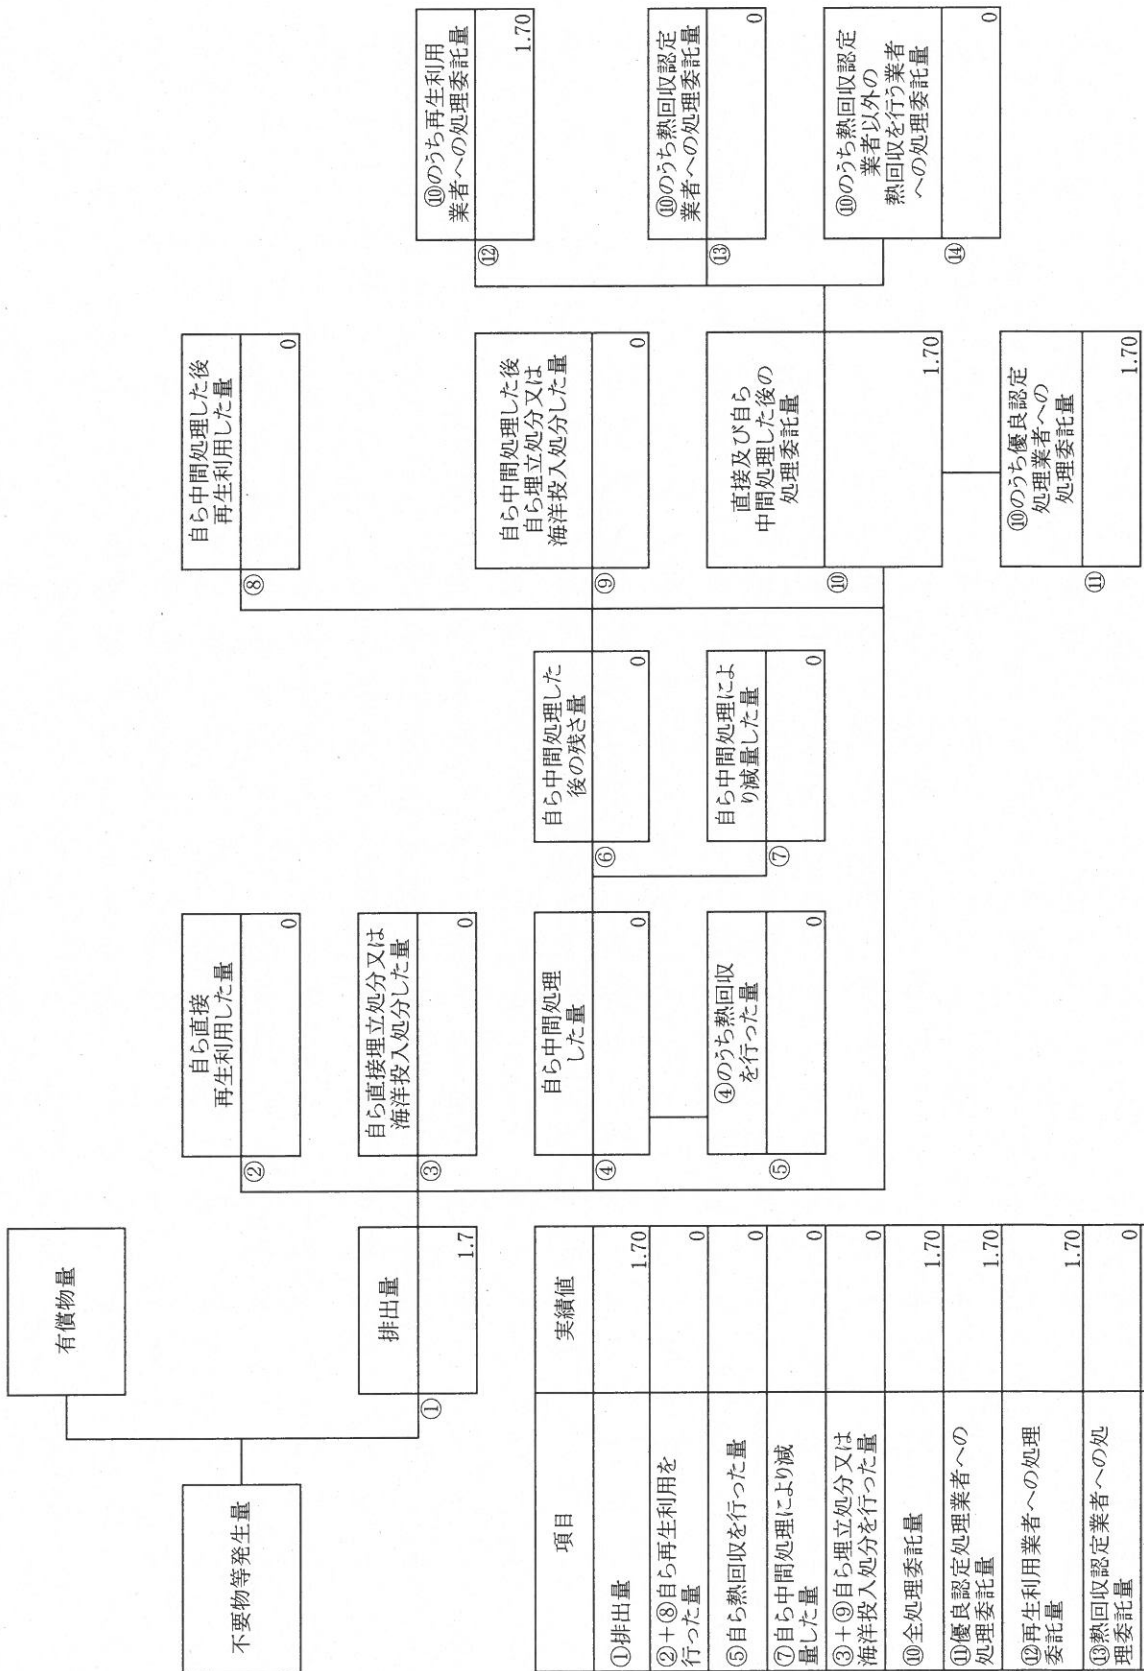 不要物等発生量
有償物量
排出量
①
1.7
自ら直接
再生利用した量
②
0
自ら直接埋立処分又は
海洋投入処分した量
③
0
自ら中間処理
した量
④
0
④のうち熱回収
を行った量
⑤
0
自ら中間処理した
後の残さ量
⑥
0
自ら中間処理によ
り減量した量
⑦
0
自ら中間処理した後
再生利用した量
⑧
0
自ら中間処理した後
自ら埋立処分又は
海洋投入処分した量
⑨
0
直接及び自ら
中間処理した後の
処理委託量
⑩
1.70
⑩のうち優良認定
処理業者への
処理委託量
⑪
1.70
⑩のうち再生利用
業者への処理委託量
⑫
1.70
⑩のうち熱回収認定
業者への処理委託量
⑬
0
⑩のうち熱回収認定
業者以外の
熱回収を行う業者
への処理委託量
⑭
0
項目
実績値
①排出量
1.70
②+⑧自ら再生利用を
行った量
0
⑤自ら熱回収を行った量
0
⑦自ら中間処理により減
量した量
0
③+⑨自ら埋立処分又は
海洋投入処分を行った量
0
⑩全処理委託量
1.70
⑪優良認定処理業者への
処理委託量
1.70
⑫再生利用業者への処理
委託量
1.70
⑬熱回収認定業者への処
理委託量
0